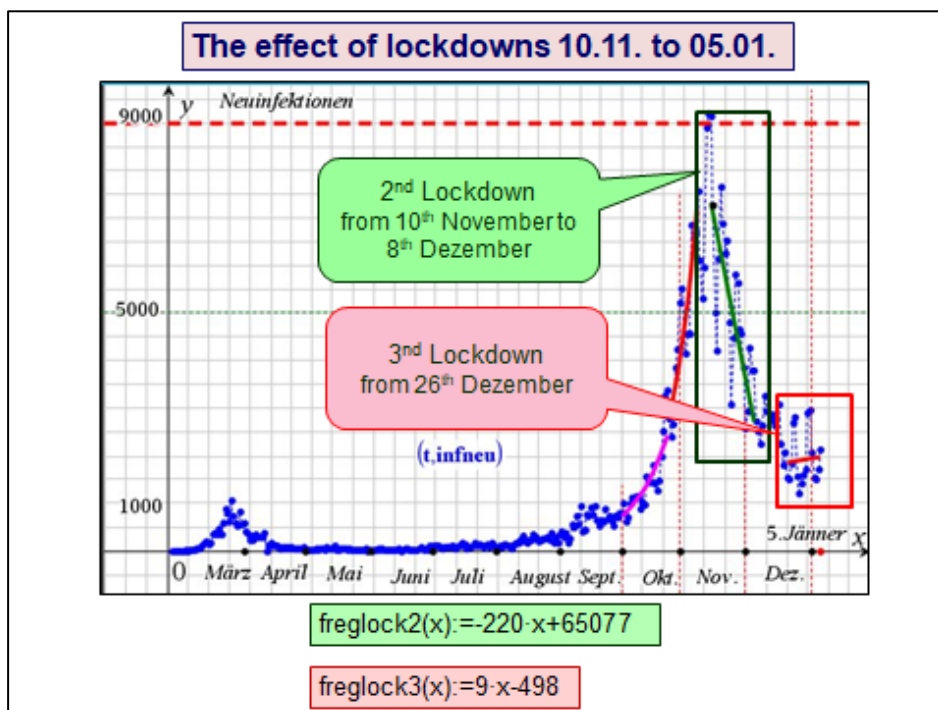 The effect of lockdowns 10.11. to 05.01.
y Neuinfektionen
9000
2nd Lockdown
from 10th November to
8th Dezember
5000
3nd Lockdown
from 26th Dezember
(t,infneu)
1000
5.Jänner x
0 März April Mai Juni Juli August Sept. Okt. Nov. Dez.
freglock2(x):=-220·x+65077
freglock3(x):=9·x-498